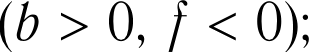 (b > 0, f < 0);